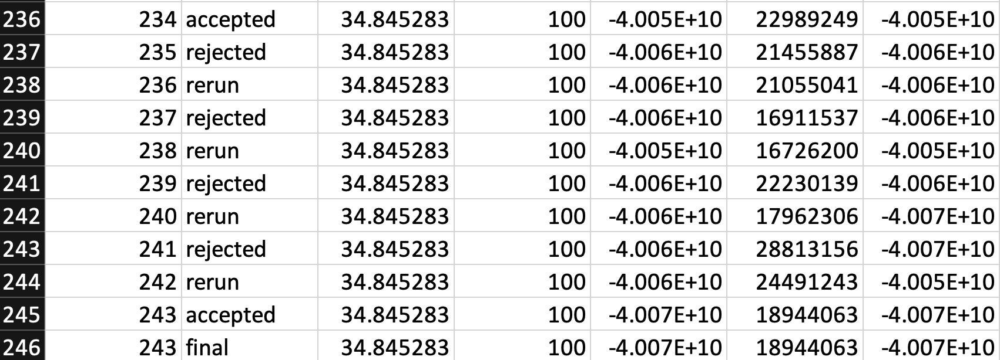 236 234 accepted 34.845283 100 -4.005E+10 22989249 -4.005E+10
237 235 rejected 34.845283 100 -4.006E+10 21455887 -4.006E+10
238 236 rerun 34.845283 100 -4.006E+10 21055041 -4.006E+10
239 237 rejected 34.845283 100 -4.006E+10 16911537 -4.006E+10
240 238 rerun 34.845283 100 -4.005E+10 16726200 -4.005E+10
241 239 rejected 34.845283 100 -4.006E+10 22230139 -4.006E+10
242 240 rerun 34.845283 100 -4.006E+10 17962306 -4.007E+10
243 241 rejected 34.845283 100 -4.006E+10 28813156 -4.007E+10
244 242 rerun 34.845283 100 -4.006E+10 24491243 -4.005E+10
245 243 accepted 34.845283 100 -4.007E+10 18944063 -4.007E+10
246 243 final 34.845283 100 -4.007E+10 18944063 -4.007E+10